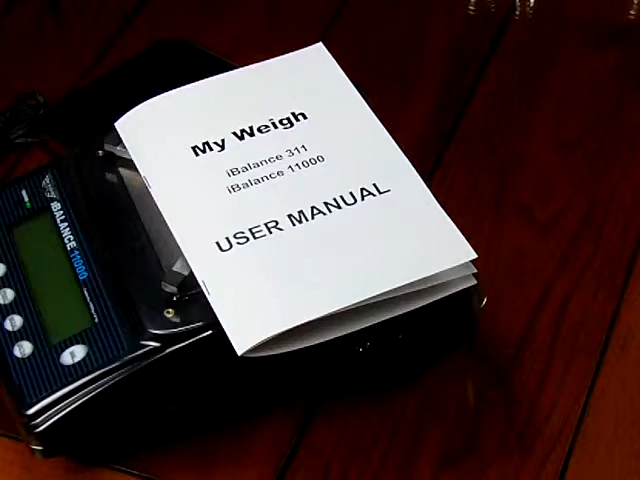 My Weigh
iBalance 311
iBalance 11000
USER MANUAL
iBALANCE 11000